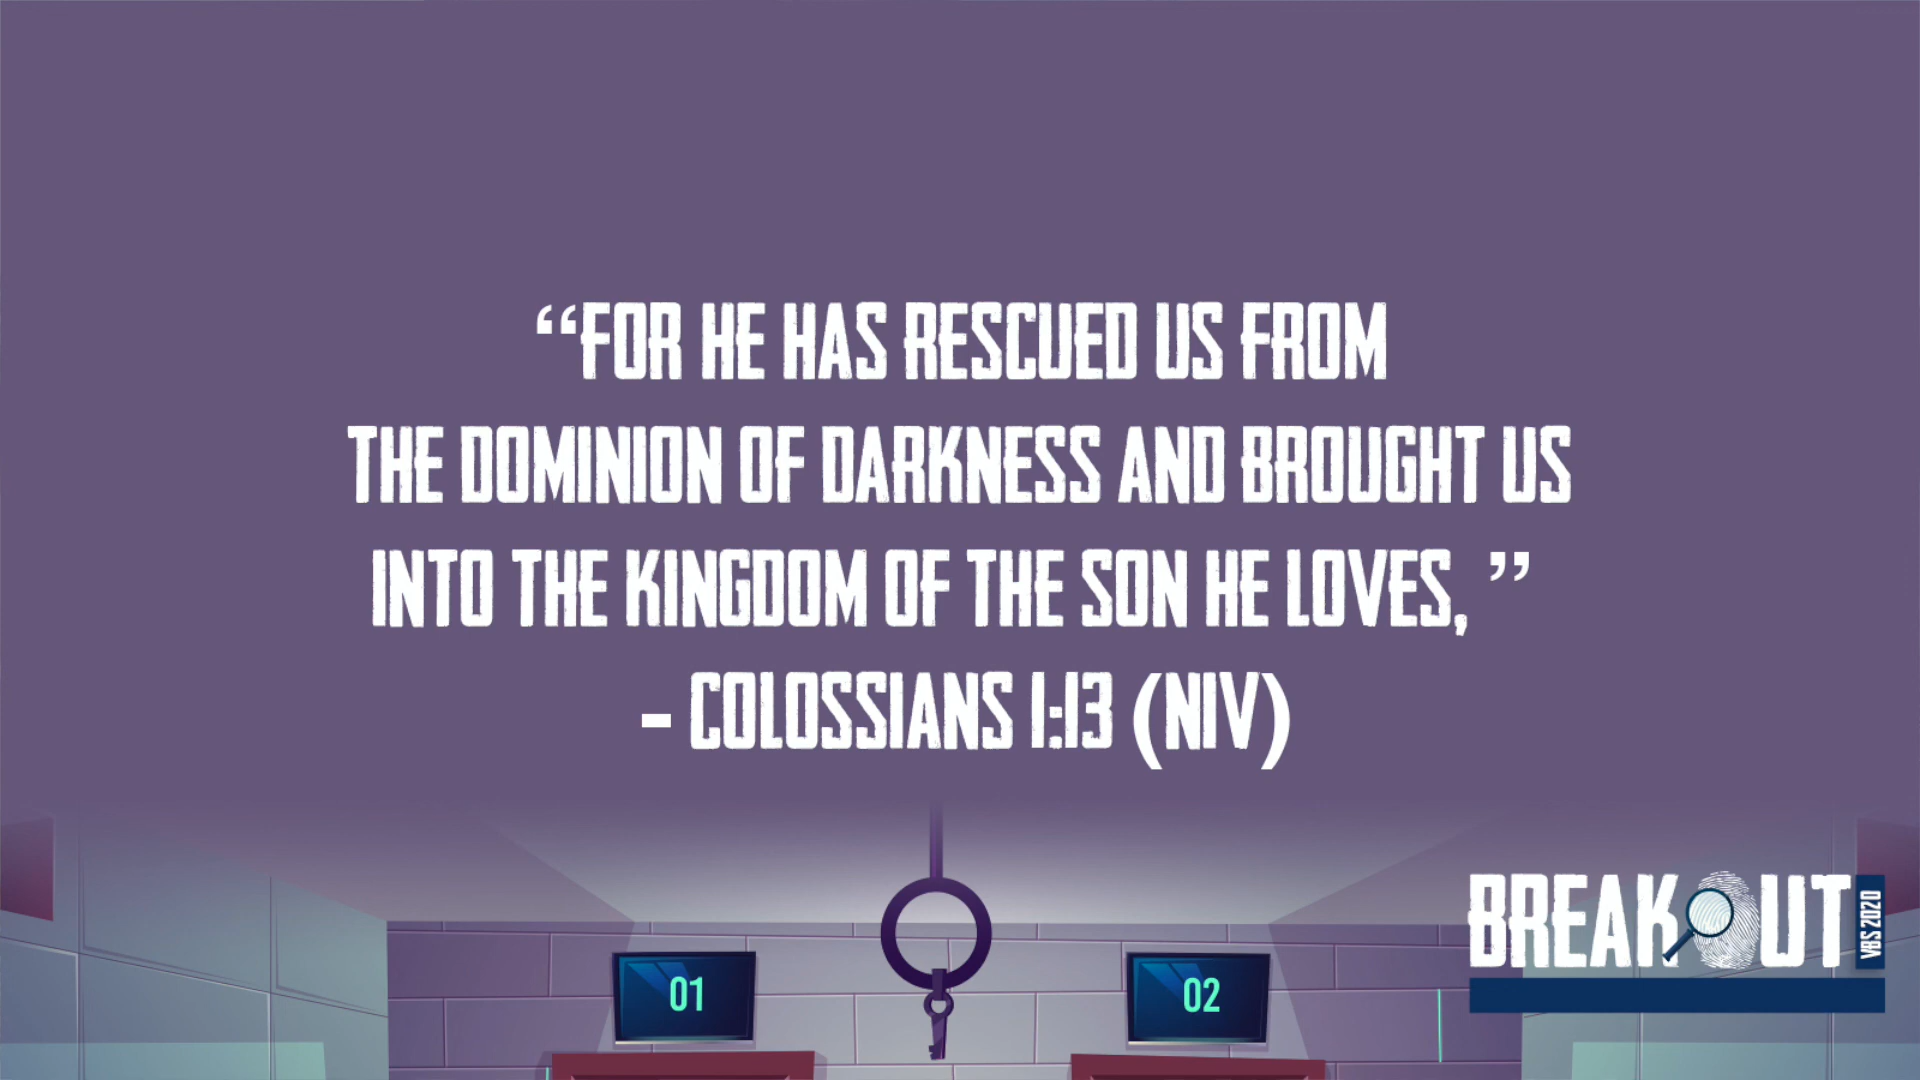 “FOR HE HAS RESCUED US FROM
THE DOMINION OF DARKNESS AND BROUGHT US
INTO THE KINGDOM OF THE SON HE LOVES, ”
- COLOSSIANS 1:13 (NIV)
BREAKOUT VBS 2020
01
02